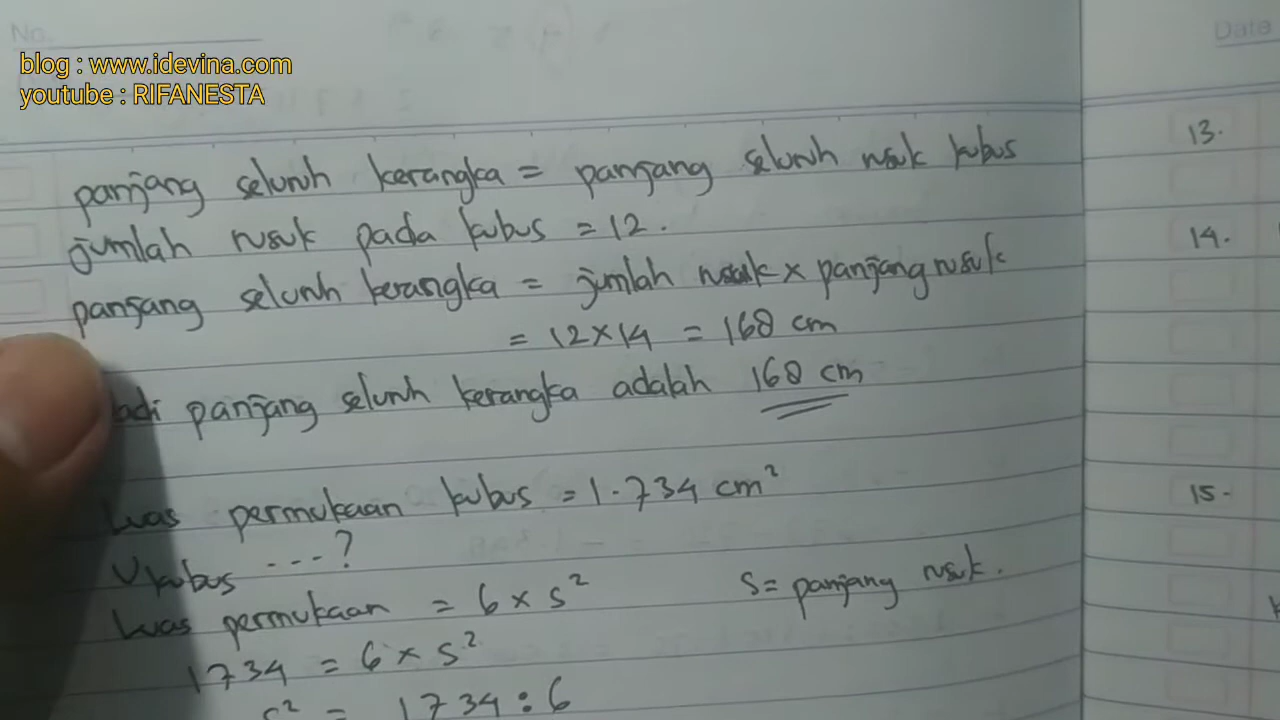 No.
Date
blog : www.idevina.com
youtube : RIFANESTA
panjang seluruh kerangka = panjang seluruh rusuk kubus
jumlah rusuk pada kubus = 12.
panjang seluruh kerangka = jumlah rusuk x panjang rusuk
= 12 x 14 = 168 cm
adi panjang seluruh kerangka adalah 168 cm
Luas permukaan kubus = 1.734 cm²
V kubus ....?
Luas permukaan = 6 x s² s = panjang rusuk.
1734 = 6 x s²
s² = 1734 : 6
13.
14.
15.